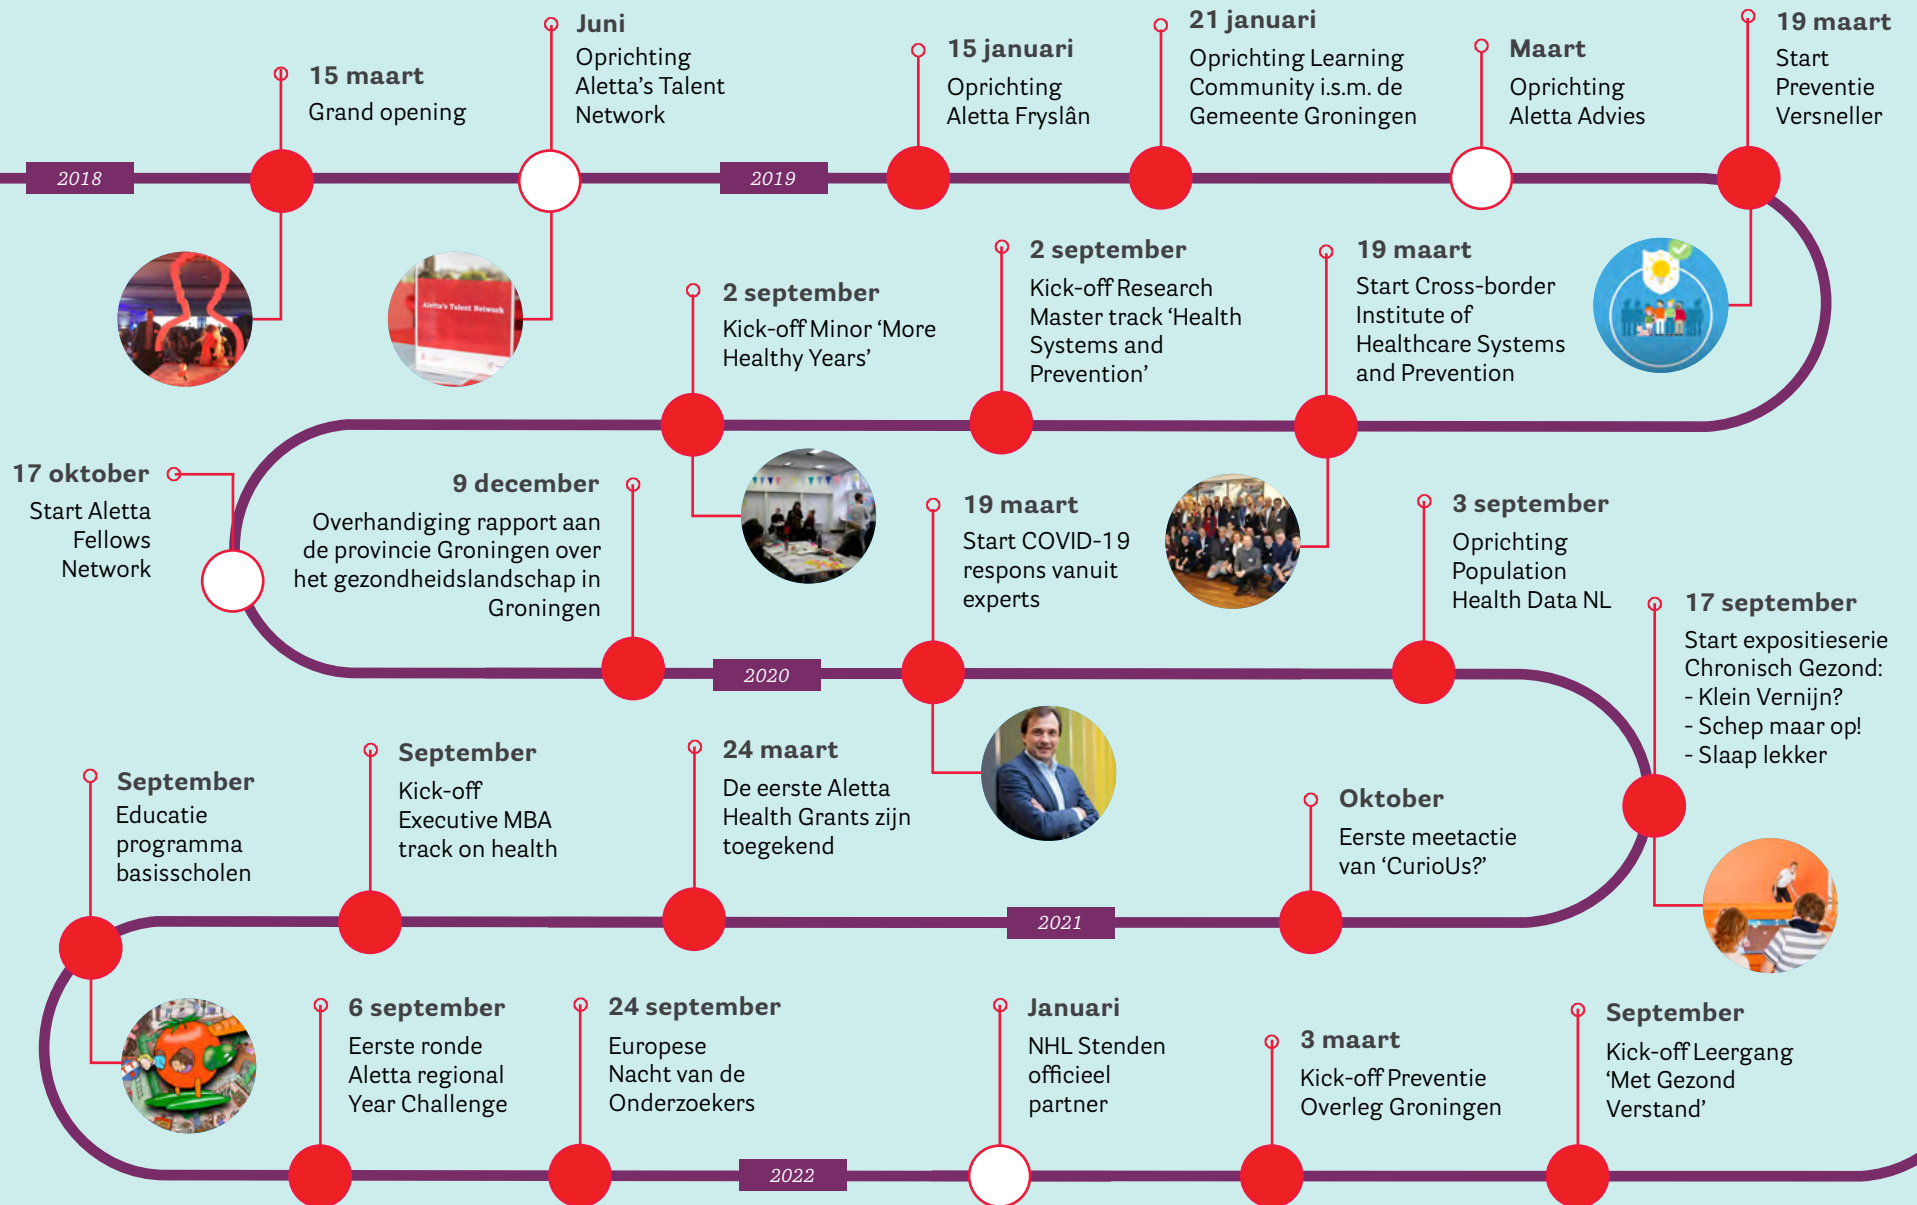 2018
15 maart
Grand opening
Juni
Oprichting
Aletta's Talent
Network
Aletta's Talent Network
2019
15 januari
Oprichting
Aletta Fryslân
21 januari
Oprichting Learning
Community i.s.m. de
Gemeente Groningen
Maart
Oprichting
Aletta Advies
19 maart
Start
Preventie
Versneller
19 maart
Start Cross-border
Institute of
Healthcare Systems
and Prevention
2 september
Kick-off Research
Master track ‘Health
Systems and
Prevention’
2 september
Kick-off Minor ‘More
Healthy Years’
17 oktober
Start Aletta
Fellows
Network
9 december
Overhandiging rapport aan
de provincie Groningen over
het gezondheidslandschap in
Groningen
2020
19 maart
Start COVID-19
respons vanuit
experts
3 september
Oprichting
Population
Health Data NL
17 september
Start expositieserie
Chronisch Gezond:
- Klein Vernijn?
- Schep maar op!
- Slaap lekker
Oktober
Eerste meetactie
van ‘CurioUs?’
2021
24 maart
De eerste Aletta
Health Grants zijn
toegekend
September
Kick-off
Executive MBA
track on health
September
Educatie
programma
basisscholen
6 september
Eerste ronde
Aletta regional
Year Challenge
24 september
Europese
Nacht van de
Onderzoekers
2022
Januari
NHL Stenden
officieel
partner
3 maart
Kick-off Preventie
Overleg Groningen
September
Kick-off Leergang
‘Met Gezond
Verstand’